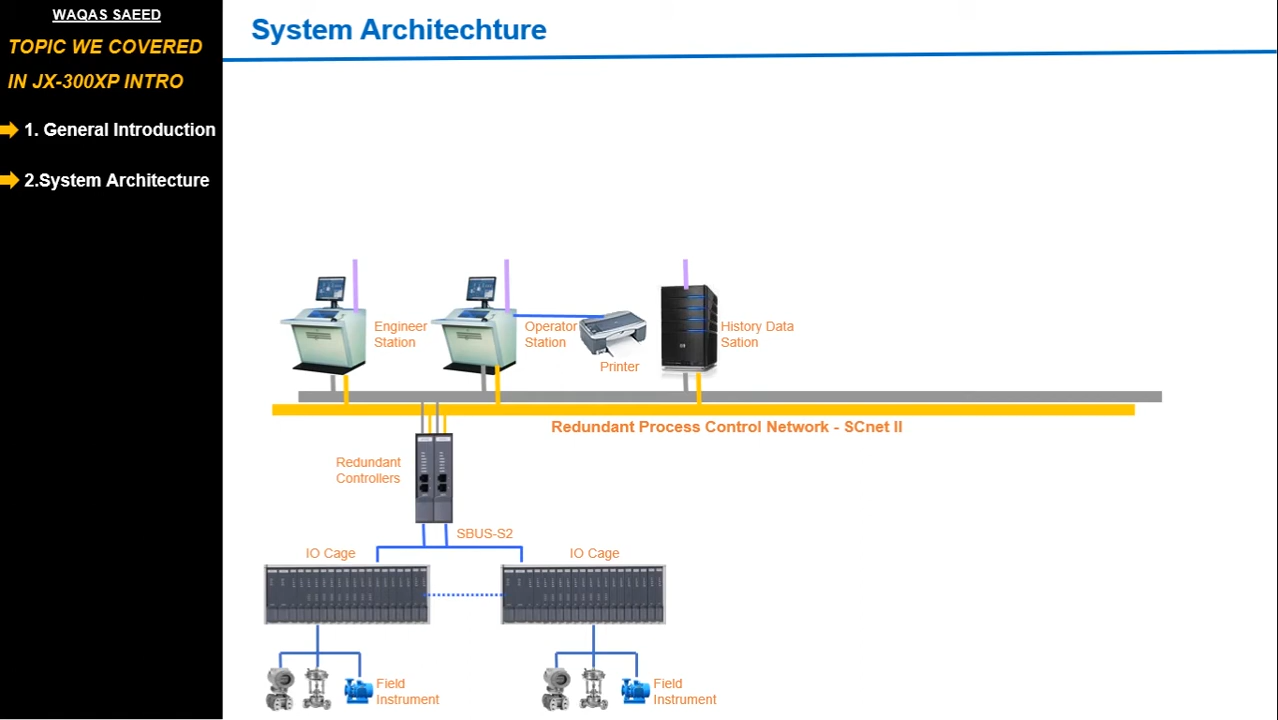 WAQAS SAEED
TOPIC WE COVERED
IN JX-300XP INTRO
1. General Introduction
2.System Architecture
System Architechture
Engineer
Station
Operator
Station
Printer
History Data
Sation
Redundant Process Control Network - SCnet II
Redundant
Controllers
SBUS-S2
IO Cage
IO Cage
Field
Instrument
Field
Instrument